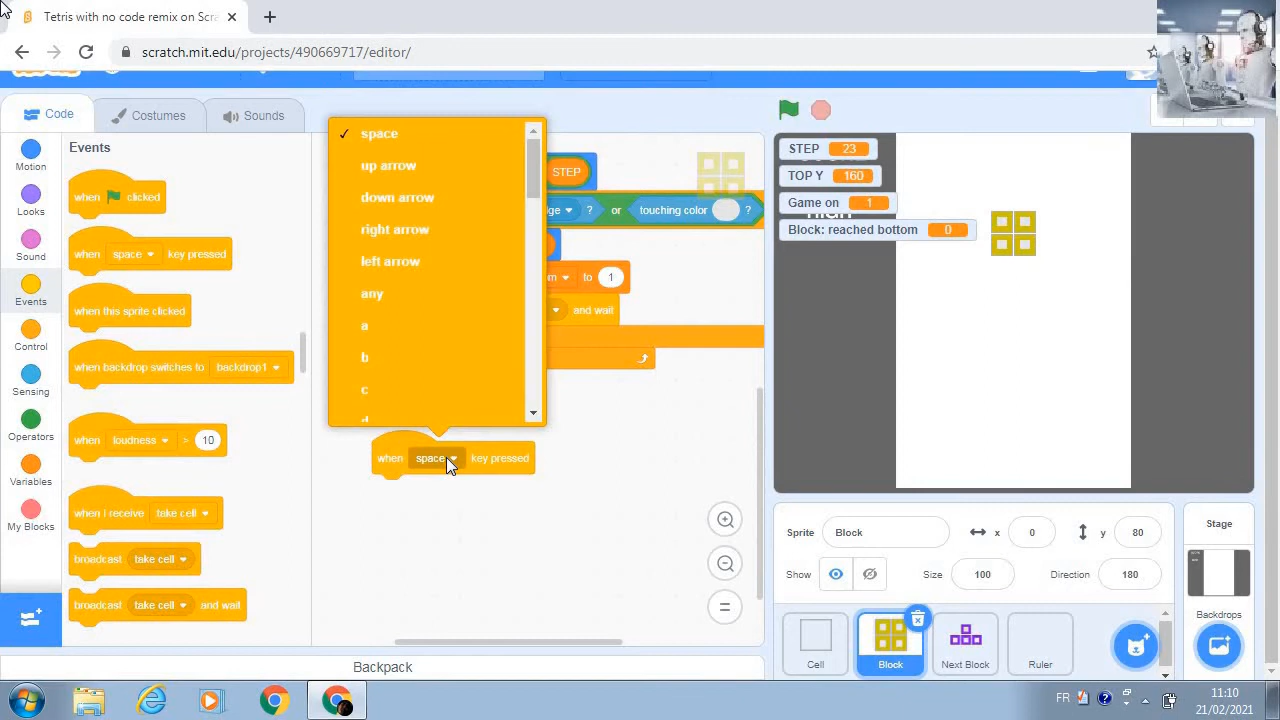 Tetris with no code remix on Scra
scratch.mit.edu/projects/490669717/editor/
Code
Costumes
Sounds
Motion
Looks
Sound
Events
Control
Sensing
Operators
Variables
My Blocks
Events
when clicked
when space key pressed
when this sprite clicked
when backdrop switches to backdrop1
when loudness > 10
when I receive take cell
broadcast take cell
broadcast take cell and wait
✓ space
up arrow
down arrow
right arrow
left arrow
any
a
b
c
d
STEP
ge ? or touching color ?
m to 1
and wait
when space key pressed
Backpack
STEP 23
TOP Y 160
Game on 1
high
Block: reached bottom 0
Sprite Block x 0 y 80
Show Size 100 Direction 180
Cell
Block
Next Block
Ruler
Stage
Backdrops
FR
11:10
21/02/2021